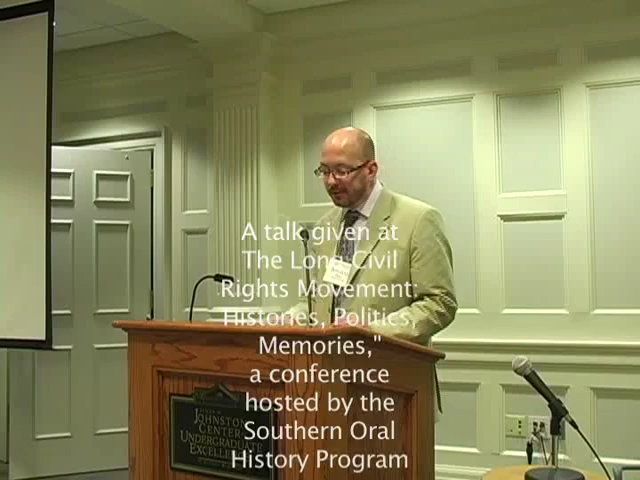 A talk given at
The Long Civil
Rights Movement:
Histories, Politics,
Memories,"
a conference
hosted by the
Southern Oral
History Program
Johnston
Center
Undergraduate
Excellence